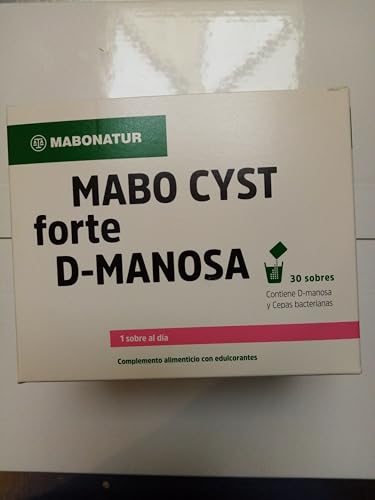 MABONATUR
MABO CYST
forte
D-MANOSA
30 sobres
Contiene D-manosa
y Cepas bacterianas
1 sobre al día
Complemento alimenticio con edulcorantes